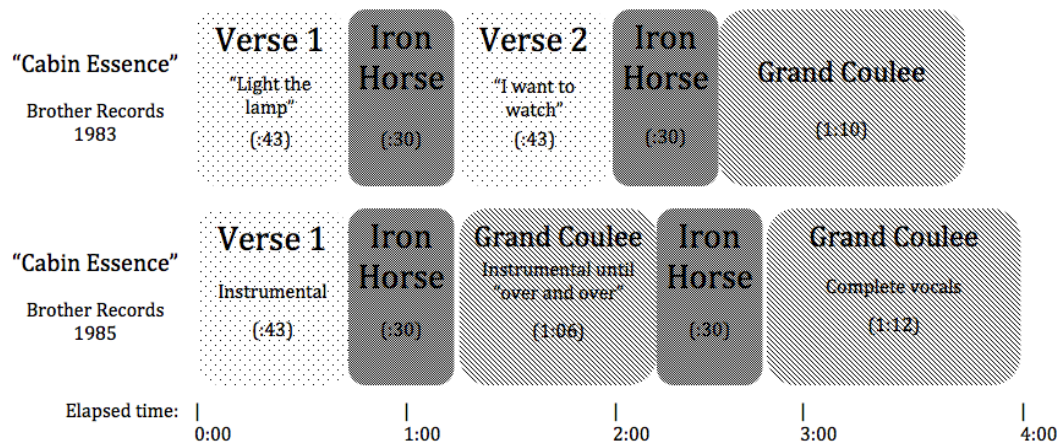 “Cabin Essence”
Brother Records
1983
Verse 1
“Light the
lamp”
(:43)
Iron
Horse
(:30)
Verse 2
“I want to
watch”
(:43)
Iron
Horse
(:30)
Grand Coulee
(1:10)
“Cabin Essence”
Brother Records
1985
Verse 1
Instrumental
(:43)
Iron
Horse
(:30)
Grand Coulee
Instrumental until
“over and over”
(1:06)
Iron
Horse
(:30)
Grand Coulee
Complete vocals
(1:12)
Elapsed time:
0:00
1:00
2:00
3:00
4:00